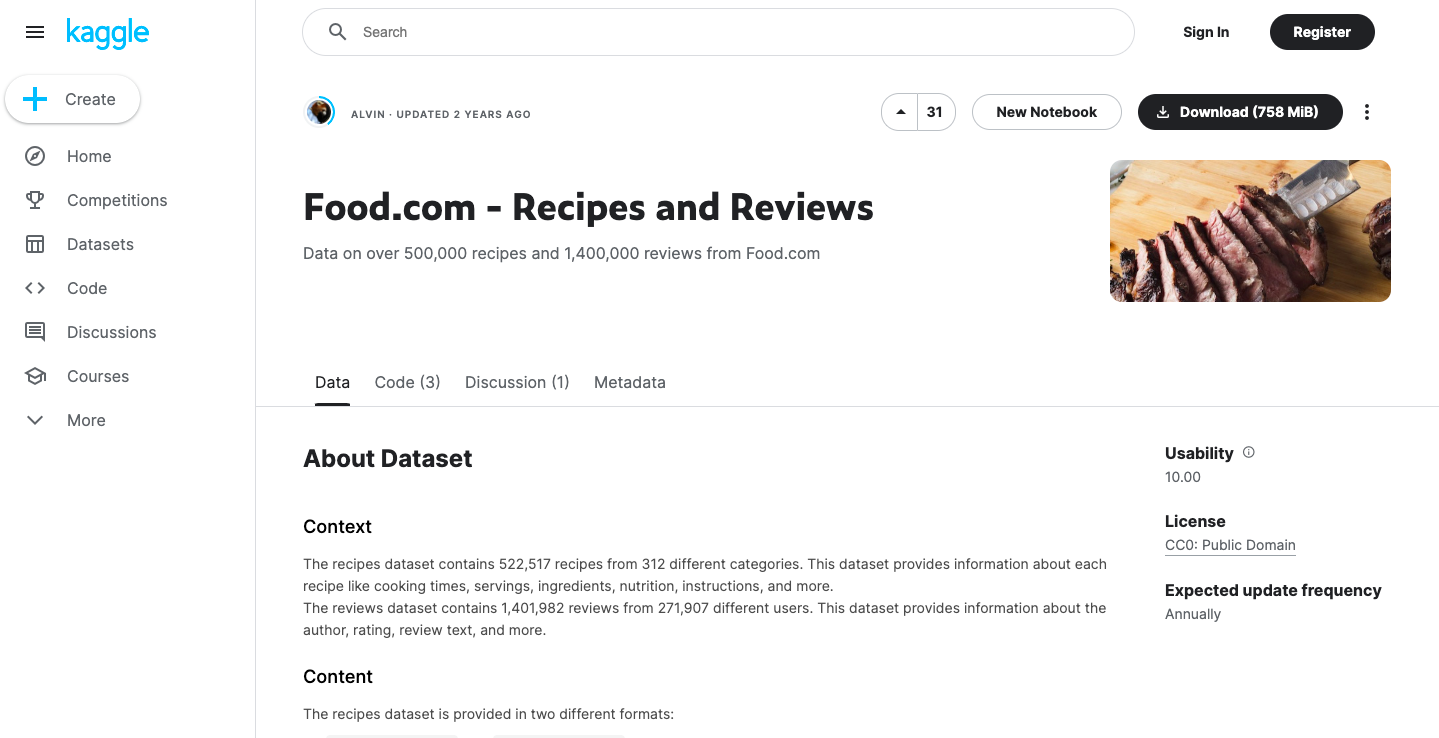 kaggle
Search
Sign In
Register
Create
Home
Competitions
Datasets
Code
Discussions
Courses
More
ALVIN · UPDATED 2 YEARS AGO
31
New Notebook
Download (758 MiB)
Food.com - Recipes and Reviews
Data on over 500,000 recipes and 1,400,000 reviews from Food.com
Data
Code (3)
Discussion (1)
Metadata
About Dataset
Context
The recipes dataset contains 522,517 recipes from 312 different categories. This dataset provides information about each
recipe like cooking times, servings, ingredients, nutrition, instructions, and more.
The reviews dataset contains 1,401,982 reviews from 271,907 different users. This dataset provides information about the
author, rating, review text, and more.
Content
The recipes dataset is provided in two different formats:
Usability
10.00
License
CC0: Public Domain
Expected update frequency
Annually